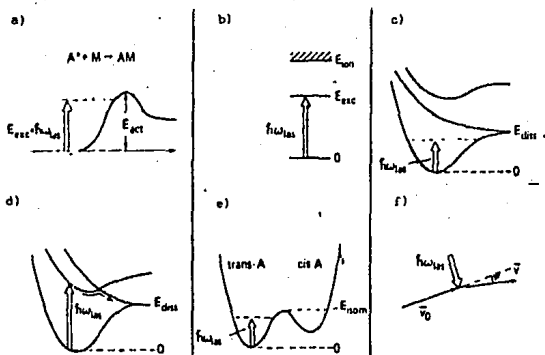 a)
A* + M → AM
E_exc=ħω_las
E_act
b)
E_ion
E_exc
ħω_las
0
c)
E_diss
ħω_las
0
d)
ħω_las
E_diss
0
e)
trans-A cis A
E_isom
ħω_las
0
f)
ħω_las
v̄
φ
v̄₀